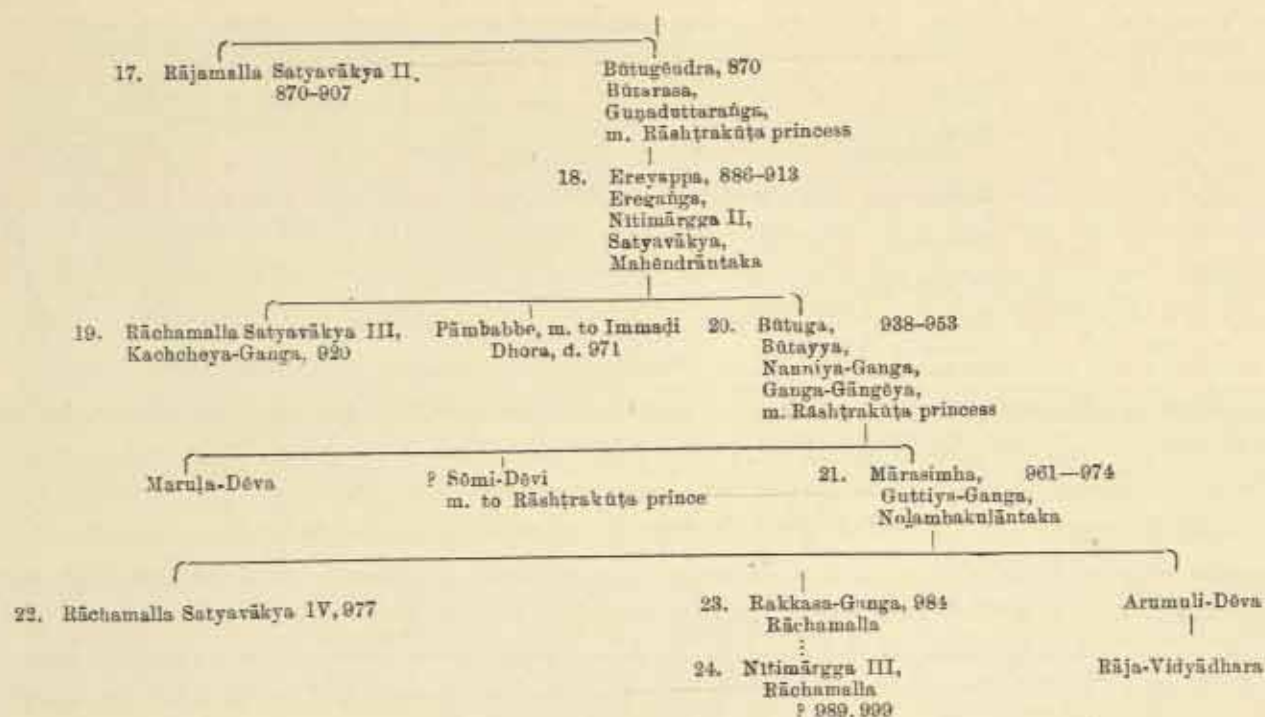 17. Rājamalla Satyavākya II,
870–907
Būtugēndra, 870
Būtarasa,
Guṇaduttaraṅga,
m. Rāshṭrakūṭa princess
18. Ereyappa, 886–913
Eregaṅga,
Nītimārgga II,
Satyavākya,
Mahēndrāntaka
19. Rāchamalla Satyavākya III,
Kachcheya-Ganga, 920
Pāmbabbe, m. to Immaḍi
Dhora, d. 971
20. Būtuga, 938–953
Būtayya,
Nanniya-Ganga,
Ganga-Gāngēya,
m. Rāshṭrakūṭa princess
Maruḷa-Dēva
? Sōmi-Dēvi
m. to Rāshṭrakūṭa prince
21. Mārasimha, 961—974
Guttiya-Ganga,
Noḷambakuḷāntaka
22. Rāchamalla Satyavākya IV, 977
23. Rakkasa-Ganga, 984
Rāchamalla
Arumuli-Dēva
24. Nītimārgga III,
Rāchamalla
? 989, 999
Rāja-Vidyādhara